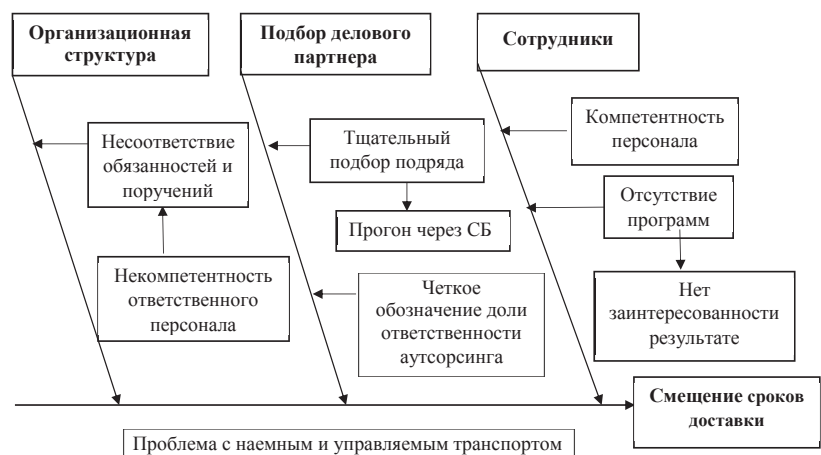 Организационная
структура
Подбор делового
партнера
Сотрудники
Несоответствие
обязанностей и
поручений
Тщательный
подбор подряда
Компетентность
персонала
Прогон через СБ
Отсутствие
программ
Некомпетентность
ответственного
персонала
Четкое
обозначение доли
ответственности
аутсорсинга
Нет
заинтересованности
результате
Смещение сроков
доставки
Проблема с наемным и управляемым транспортом